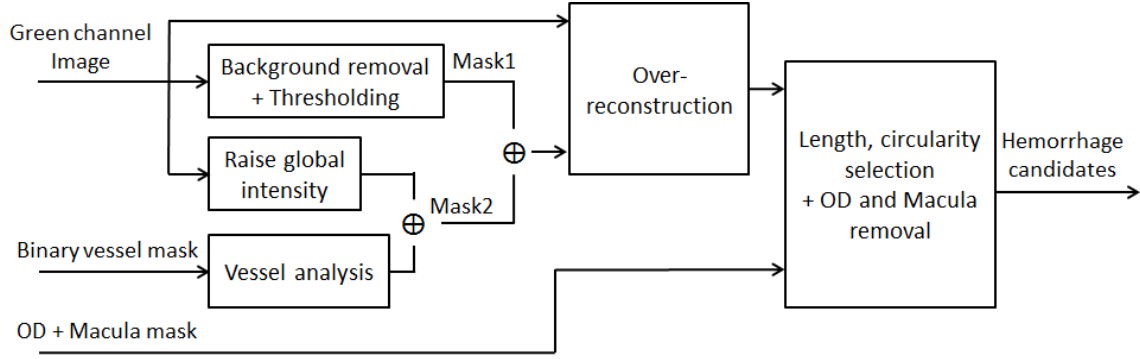 Green channel
Image
Background removal
+ Thresholding
Mask1
Over-
reconstruction
Raise global
intensity
Mask2
Length, circularity
selection
+ OD and Macula
removal
Hemorrhage
candidates
Binary vessel mask
Vessel analysis
OD + Macula mask